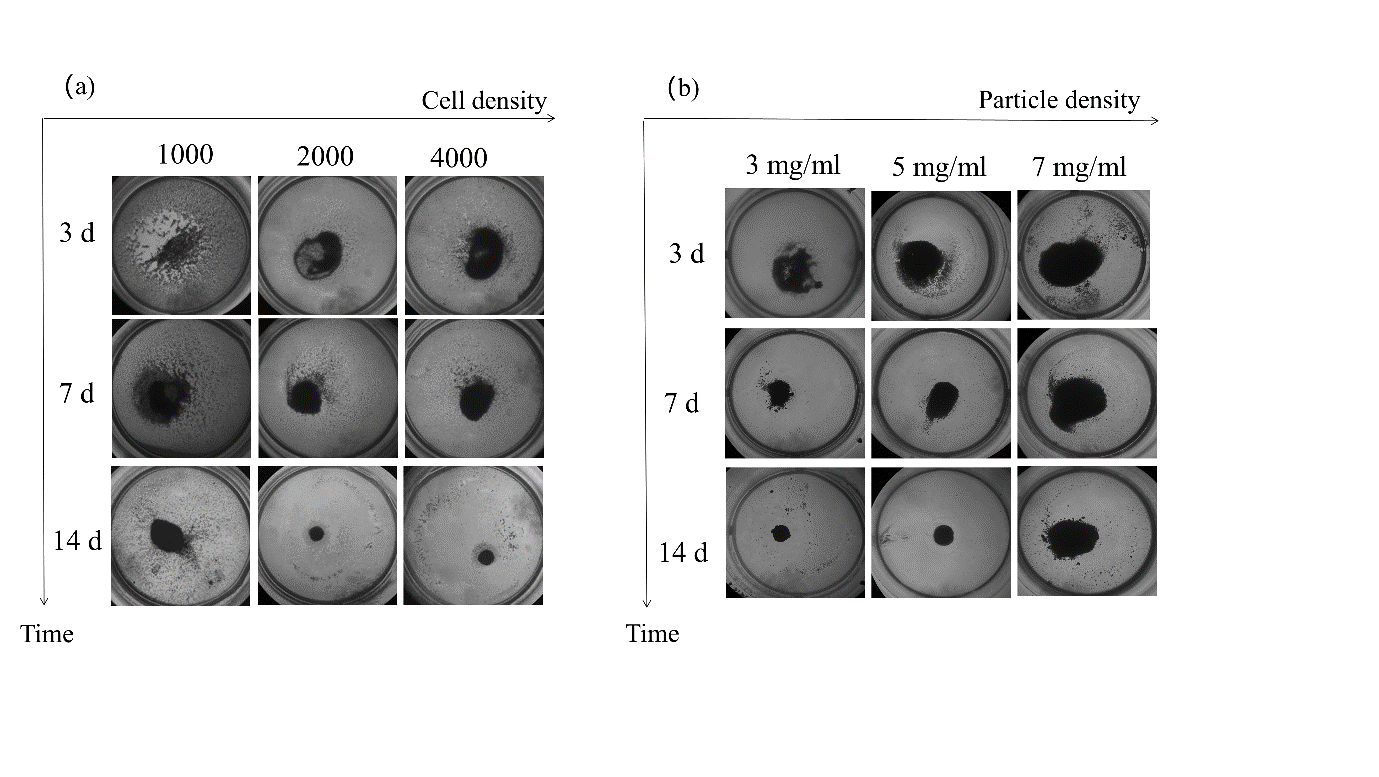 (a)
Cell density
1000 2000 4000
3 d
7 d
14 d
Time
(b)
Particle density
3 mg/ml 5 mg/ml 7 mg/ml
3 d
7 d
14 d
Time